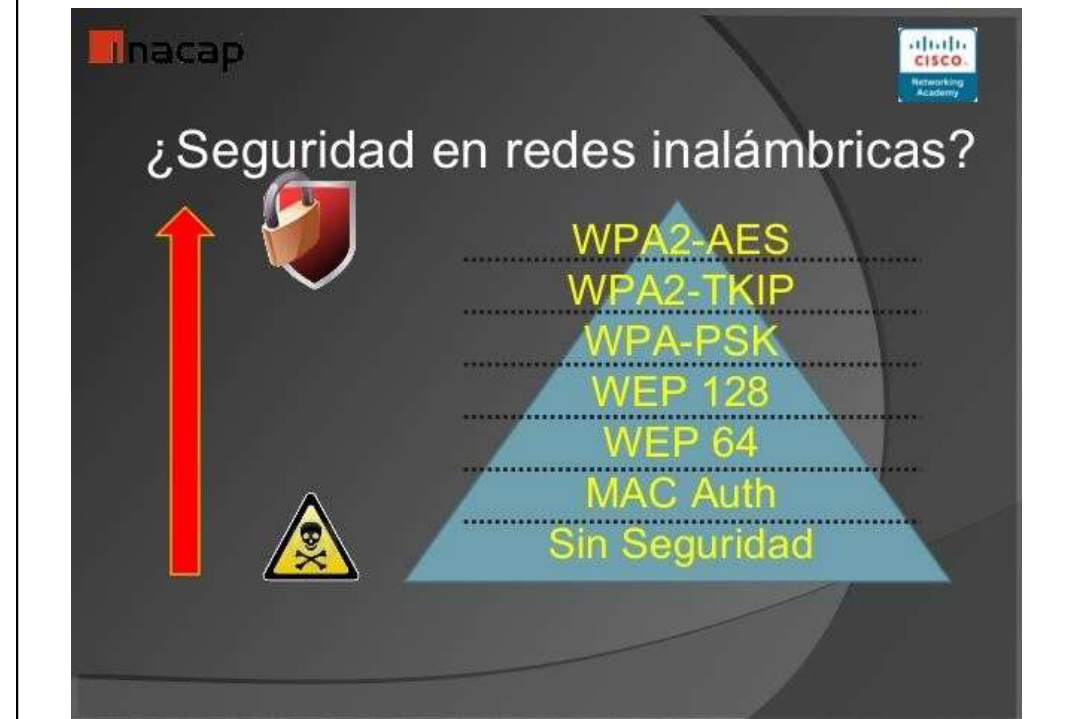 inacap
CISCO
Networking
Academy
¿Seguridad en redes inalámbricas?
WPA2-AES
WPA2-TKIP
WPA-PSK
WEP 128
WEP 64
MAC Auth
Sin Seguridad